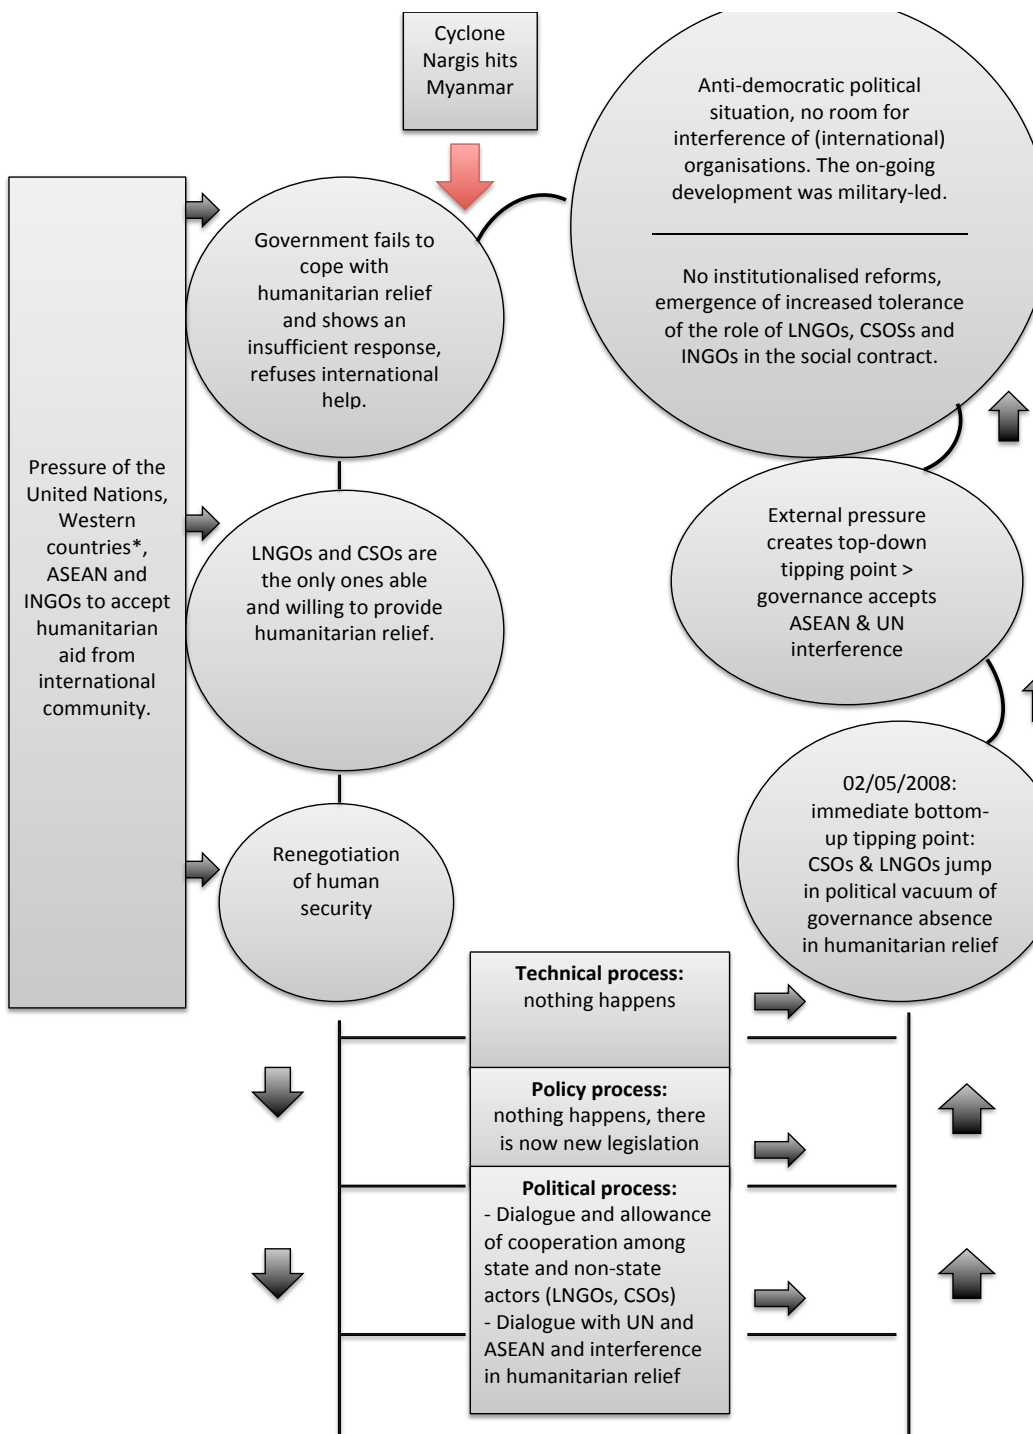 Cyclone
Nargis hits
Myanmar
Anti-democratic political
situation, no room for
interference of (international)
organisations. The on-going
development was military-led.
No institutionalised reforms,
emergence of increased tolerance
of the role of LNGOs, CSOSs and
INGOs in the social contract.
Government fails to
cope with
humanitarian relief
and shows an
insufficient response,
refuses international
help.
Pressure of the
United Nations,
Western
countries*,
ASEAN and
INGOs to accept
humanitarian
aid from
international
community.
LNGOs and CSOs are
the only ones able
and willing to provide
humanitarian relief.
External pressure
creates top-down
tipping point >
governance accepts
ASEAN & UN
interference
Renegotiation
of human
security
02/05/2008:
immediate bottom-
up tipping point:
CSOs & LNGOs jump
in political vacuum of
governance absence
in humanitarian relief
Technical process:
nothing happens
Policy process:
nothing happens, there
is now new legislation
Political process:
- Dialogue and allowance
of cooperation among
state and non-state
actors (LNGOs, CSOs)
- Dialogue with UN and
ASEAN and interference
in humanitarian relief